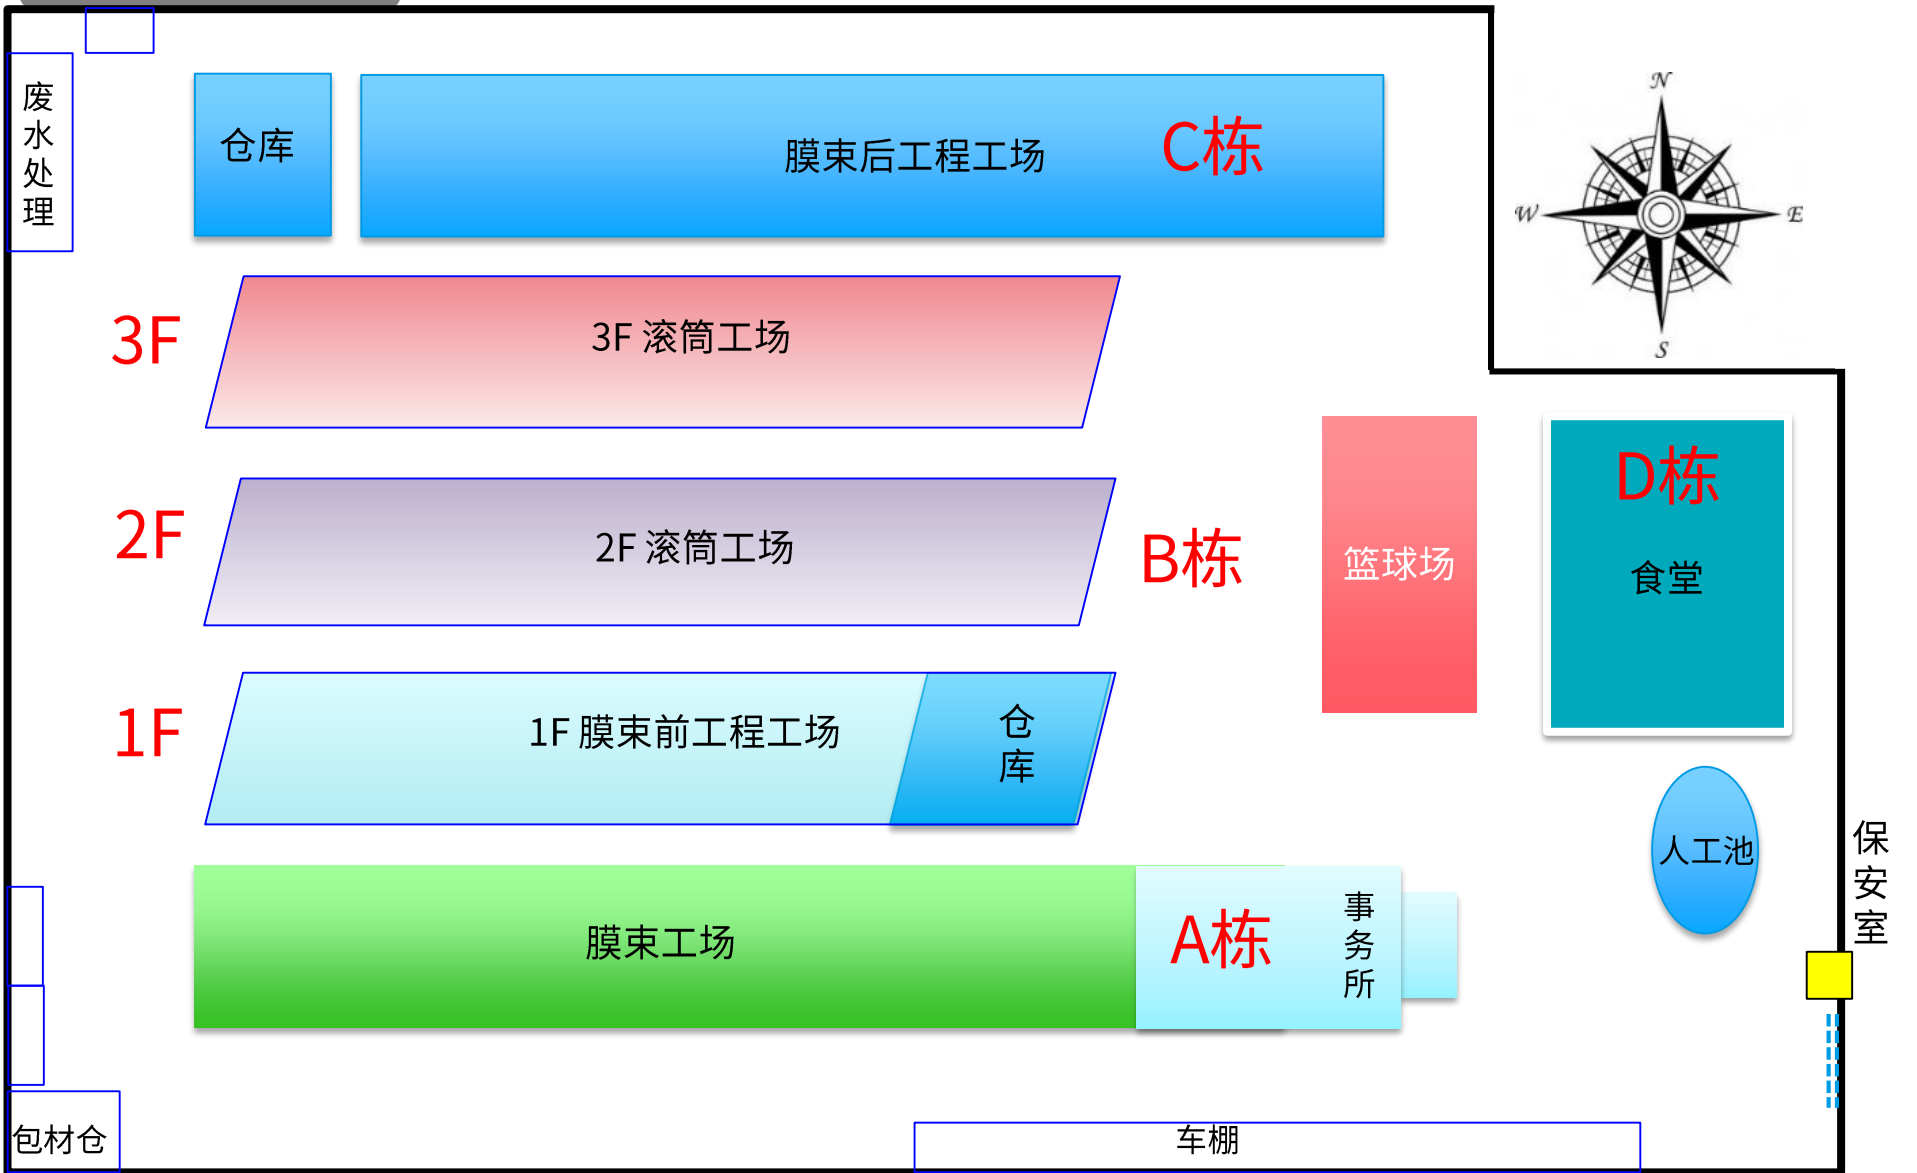 废
水
处
理
仓库
膜束后工程工场
C栋
N
W
E
S
3F
3F 滚筒工场
2F
2F 滚筒工场
B栋
篮球场
D栋
食堂
1F
1F 膜束前工程工场
仓
库
人工池
保
安
室
膜束工场
A栋
事
务
所
包材仓
车棚